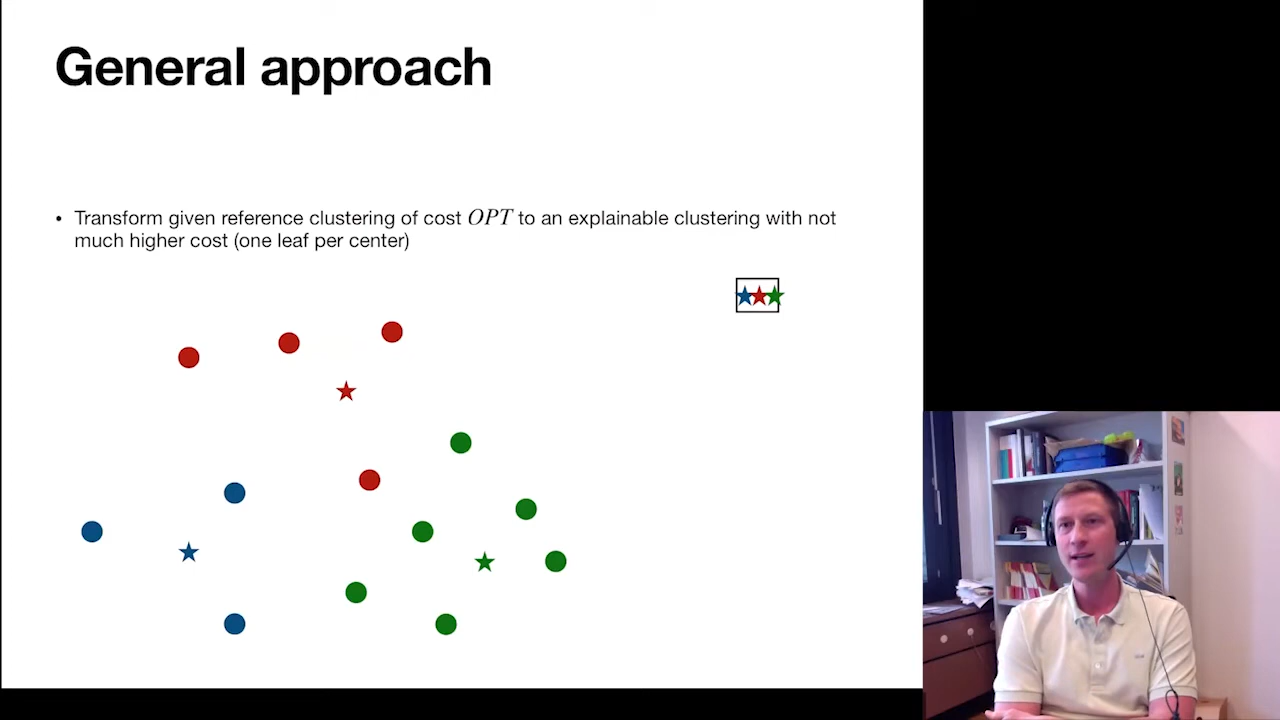 General approach
• Transform given reference clustering of cost OPT to an explainable clustering with not
much higher cost (one leaf per center)